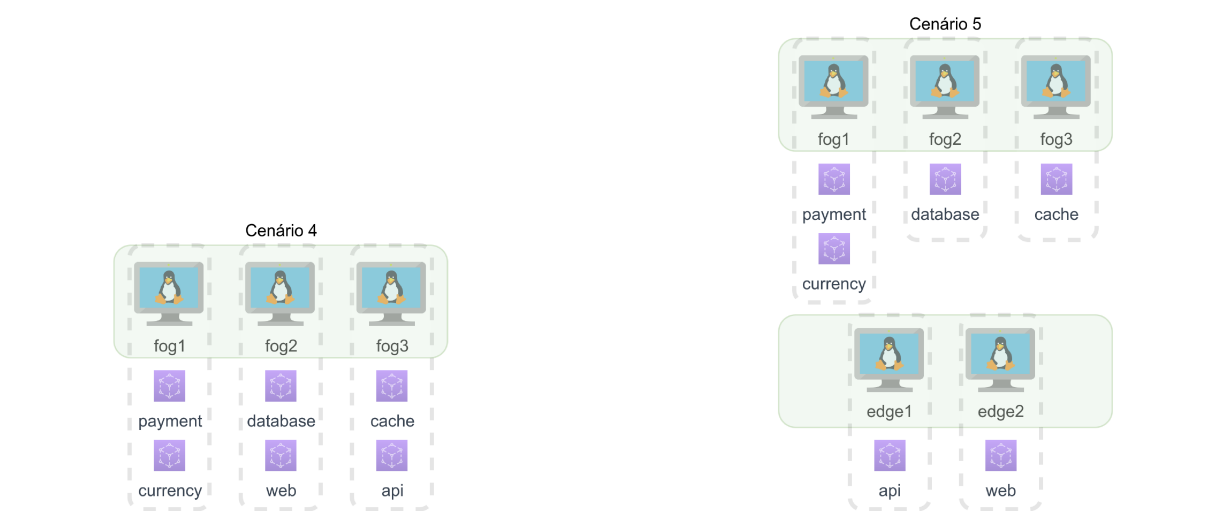 Cenário 4
fog1 fog2 fog3
payment database cache
currency web api
Cenário 5
fog1 fog2 fog3
payment database cache
currency
edge1 edge2
api web